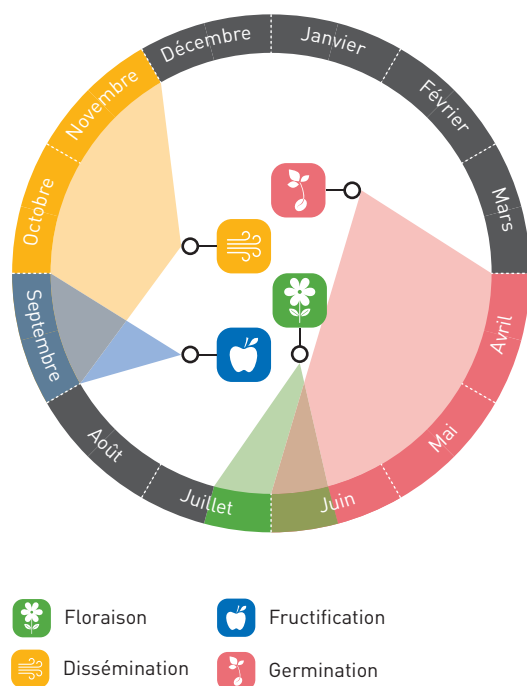 Janvier
Février
Mars
Avril
Mai
Juin
Juillet
Août
Septembre
Octobre
Novembre
Décembre
Floraison
Fructification
Dissémination
Germination